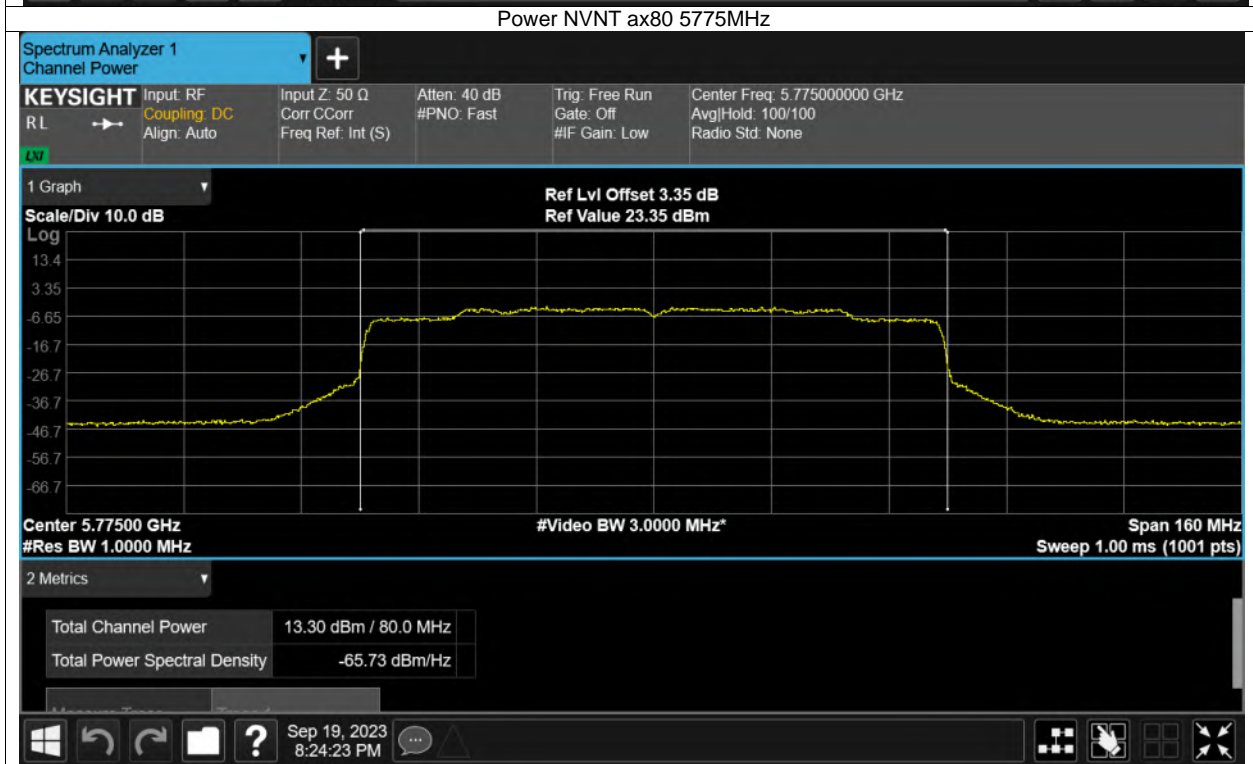 Power NVNT ax80 5775MHz
Spectrum Analyzer 1
Channel Power
KEYSIGHT Input: RF Input Z: 50 Ω Atten: 40 dB Trig: Free Run Center Freq: 5.775000000 GHz
RL Coupling: DC Corr CCorr #PNO: Fast Gate: Off Avg|Hold: 100/100
Align: Auto Freq Ref: Int (S) #IF Gain: Low Radio Std: None
LXI
1 Graph
Ref Lvl Offset 3.35 dB
Scale/Div 10.0 dB Ref Value 23.35 dBm
Log
13.4
3.35
-6.65
-16.7
-26.7
-36.7
-46.7
-56.7
-66.7
Center 5.77500 GHz #Video BW 3.0000 MHz* Span 160 MHz
#Res BW 1.0000 MHz Sweep 1.00 ms (1001 pts)
2 Metrics
Total Channel Power 13.30 dBm / 80.0 MHz
Total Power Spectral Density -65.73 dBm/Hz
? Sep 19, 2023
8:24:23 PM